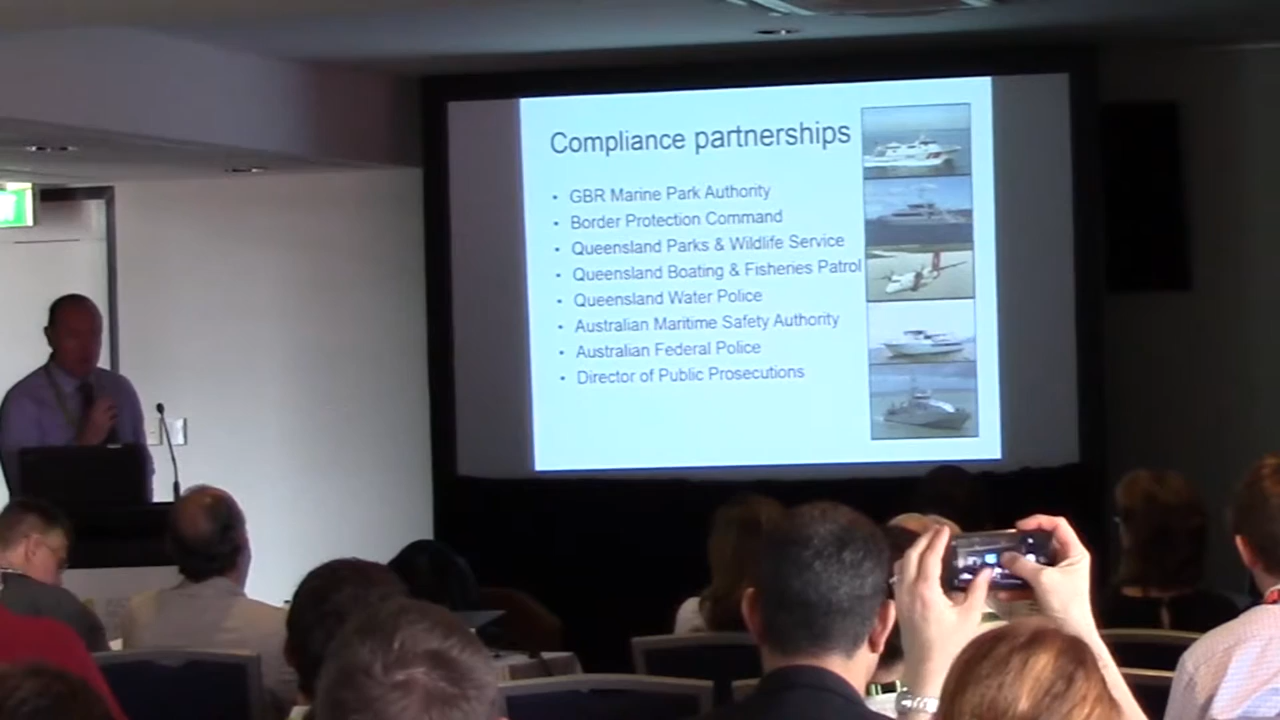 Compliance partnerships
• GBR Marine Park Authority
• Border Protection Command
• Queensland Parks & Wildlife Service
• Queensland Boating & Fisheries Patrol
• Queensland Water Police
• Australian Maritime Safety Authority
• Australian Federal Police
• Director of Public Prosecutions